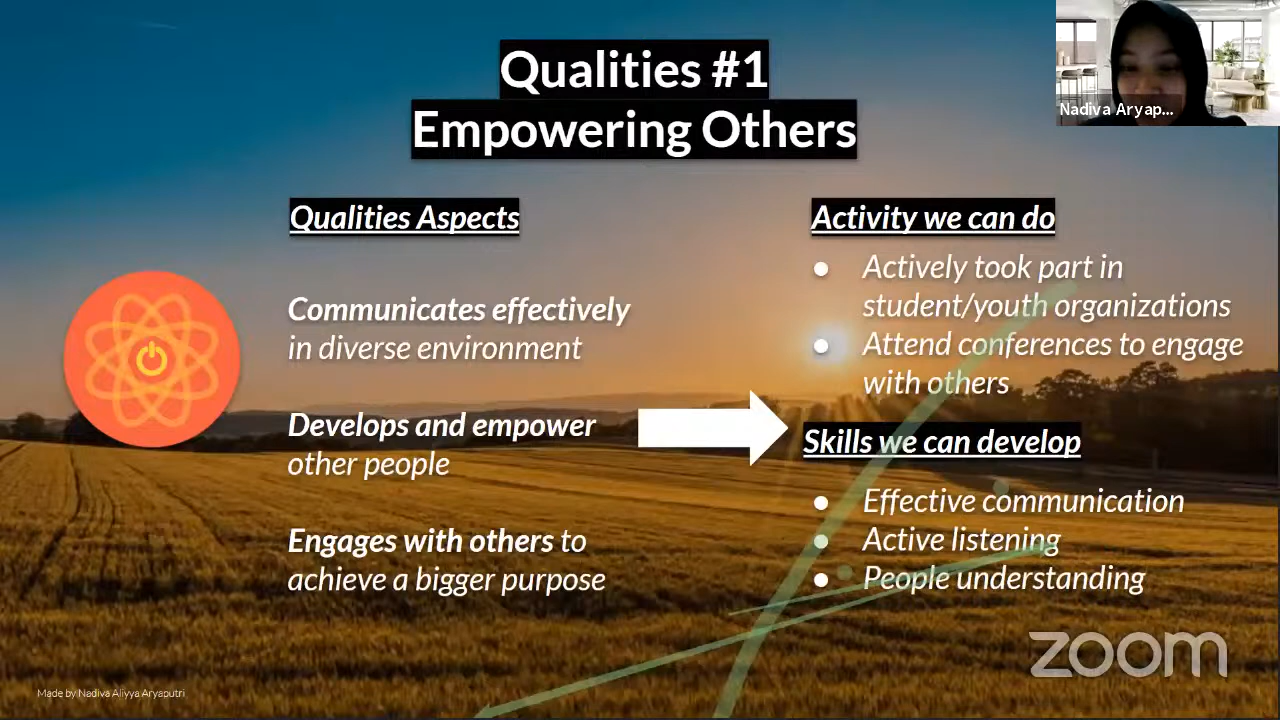 Qualities #1
Empowering Others
Nadiva Aryap...
Qualities Aspects
Communicates effectively
in diverse environment
Develops and empower
other people
Engages with others to
achieve a bigger purpose
Activity we can do
● Actively took part in
student/youth organizations
● Attend conferences to engage
with others
Skills we can develop
● Effective communication
● Active listening
● People understanding
zoom
Made by Nadiva Aliyya Aryaputri